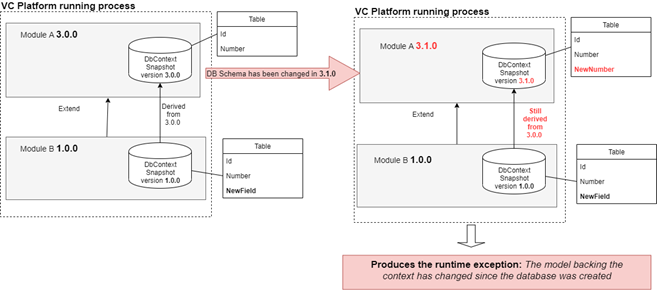 VC Platform running process
Module A 3.0.0
DbContext
Snapshot
version 3.0.0
Table
Id
Number
Extend
Derived
from
3.0.0
Module B 1.0.0
DbContext
Snapshot
version 1.0.0
Table
Id
Number
NewField
DB Schema has been changed in 3.1.0
VC Platform running process
Module A 3.1.0
DbContext
Snapshot
version 3.1.0
Table
Id
Number
NewNumber
Extend
Still
derived
from
3.0.0
Module B 1.0.0
DbContext
Snapshot
version 1.0.0
Table
Id
Number
NewField
Produces the runtime exception: The model backing the
context has changed since the database was created